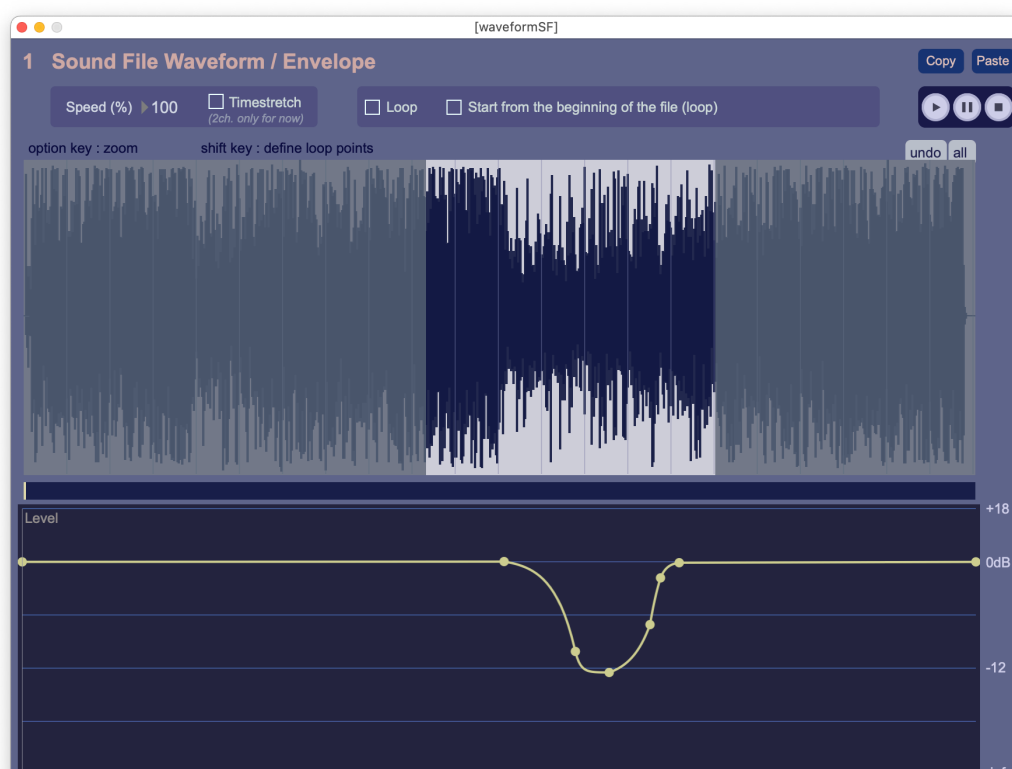 [waveformSF]
1 Sound File Waveform / Envelope
Copy Paste
Speed (%) 100 Timestretch
(2ch. only for now)
Loop Start from the beginning of the file (loop)
option key : zoom shift key : define loop points
undo all
Level
+18
0dB
-12